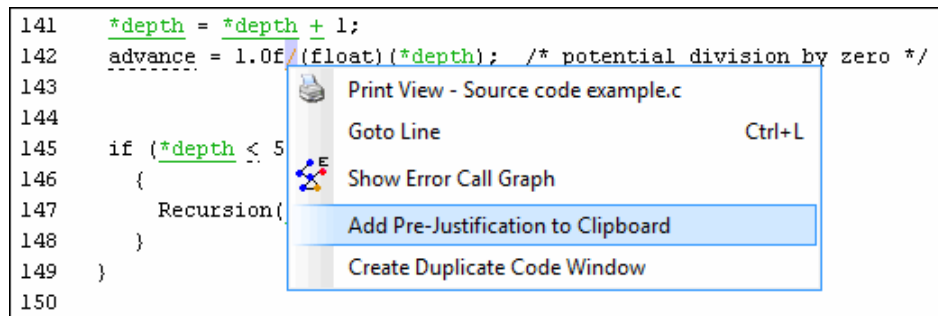 141 *depth = *depth + 1;
142 advance = 1.0f/(float)(*depth); /* potential division by zero */
143 Print View - Source code example.c
144 Goto Line Ctrl+L
145 if (*depth < 5
146 { Show Error Call Graph
147 Recursion(
Add Pre-Justification to Clipboard
148 }
149 } Create Duplicate Code Window
150